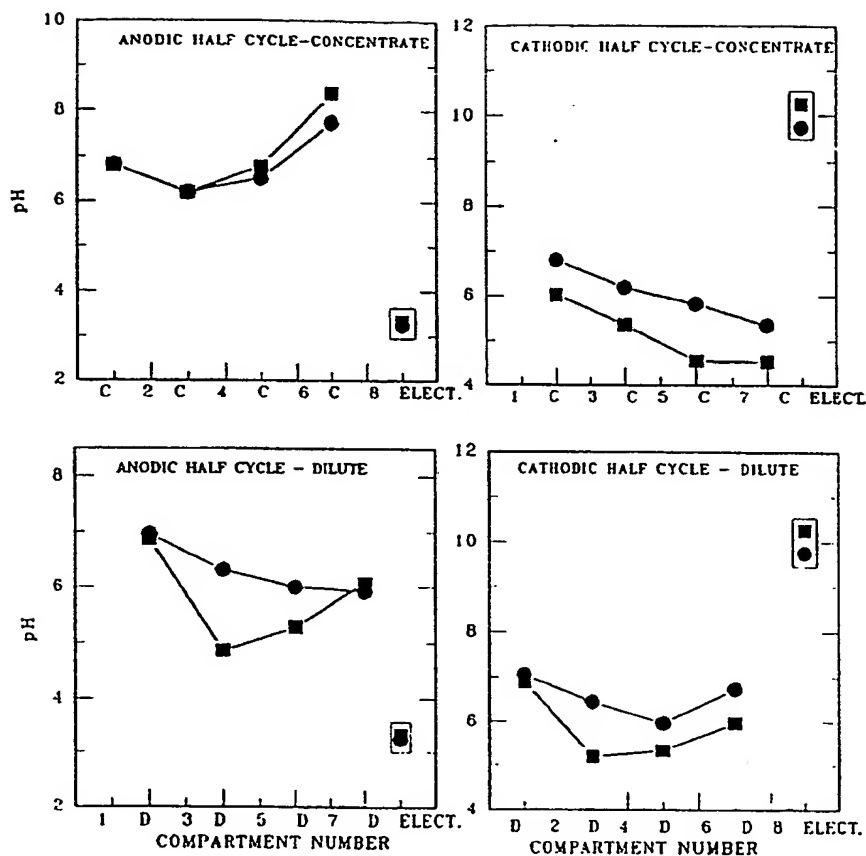 ANODIC HALF CYCLE-CONCENTRATE
10
8
6
4
2
pH
C 2 C 4 C 6 C 8 ELECT.
CATHODIC HALF CYCLE-CONCENTRATE
12
10
8
6
4
1 C 3 C 5 C 7 C ELECT.
ANODIC HALF CYCLE - DILUTE
8
6
4
2
pH
1 D 3 D 5 D 7 D ELECT.
COMPARTMENT NUMBER
CATHODIC HALF CYCLE - DILUTE
12
10
8
6
4
D 2 D 4 D 6 D 8 ELECT.
COMPARTMENT NUMBER